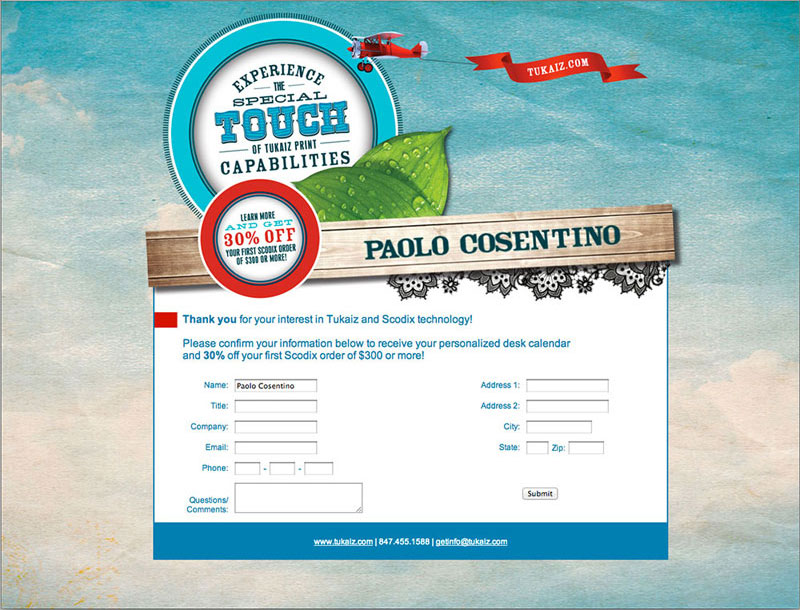 EXPERIENCE
THE
SPECIAL
TOUCH
OF TUKAIZ PRINT
CAPABILITIES
TUKAIZ.COM
LEARN MORE
AND GET
30% OFF
YOUR FIRST SCODIX ORDER
OF $300 OR MORE!
PAOLO COSENTINO
Thank you for your interest in Tukaiz and Scodix technology!
Please confirm your information below to receive your personalized desk calendar
and 30% off your first Scodix order of $300 or more!
Name: Paolo Cosentino
Title:
Company:
Email:
Phone: - -
Questions/
Comments:
Address 1:
Address 2:
City:
State: Zip:
Submit
www.tukaiz.com | 847.455.1588 | getinfo@tukaiz.com